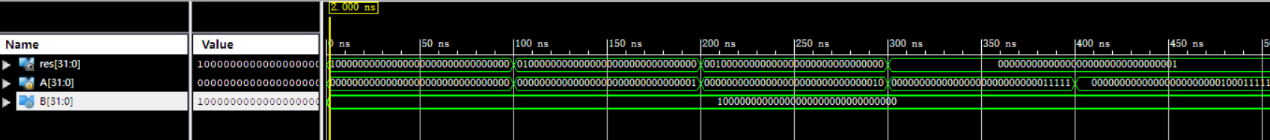 2.000 ns
Name Value 0 ns 50 ns 100 ns 150 ns 200 ns 250 ns 300 ns 350 ns 400 ns 450 ns
res[31:0] 10000000000000000000 10000000000000000000000000000000 01000000000000000000000000000000 00100000000000000000000000000000 00000000000000000000000000000001
A[31:0] 00000000000000000000 00000000000000000000000000000000 00000000000000000000000000000001 00000000000000000000000000000010 00000000000000000000000000011111 00000000000000000000000100011111
B[31:0] 10000000000000000000 10000000000000000000000000000000